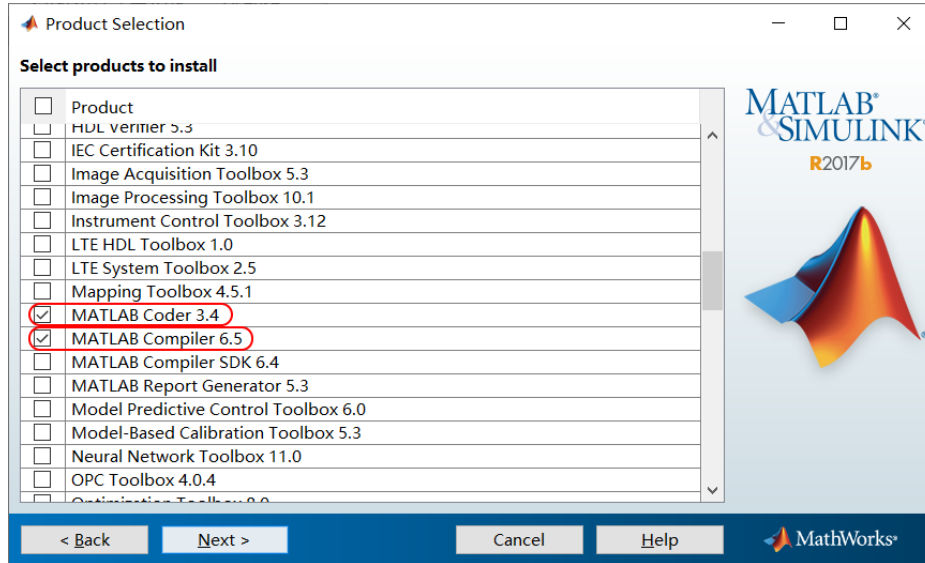 Product Selection
Select products to install
Product
HDL Verifier 5.3
IEC Certification Kit 3.10
Image Acquisition Toolbox 5.3
Image Processing Toolbox 10.1
Instrument Control Toolbox 3.12
LTE HDL Toolbox 1.0
LTE System Toolbox 2.5
Mapping Toolbox 4.5.1
MATLAB Coder 3.4
MATLAB Compiler 6.5
MATLAB Compiler SDK 6.4
MATLAB Report Generator 5.3
Model Predictive Control Toolbox 6.0
Model-Based Calibration Toolbox 5.3
Neural Network Toolbox 11.0
OPC Toolbox 4.0.4
Optimization Toolbox 8.0
MATLAB®
&SIMULINK®
R2017b
< Back
Next >
Cancel
Help
MathWorks®